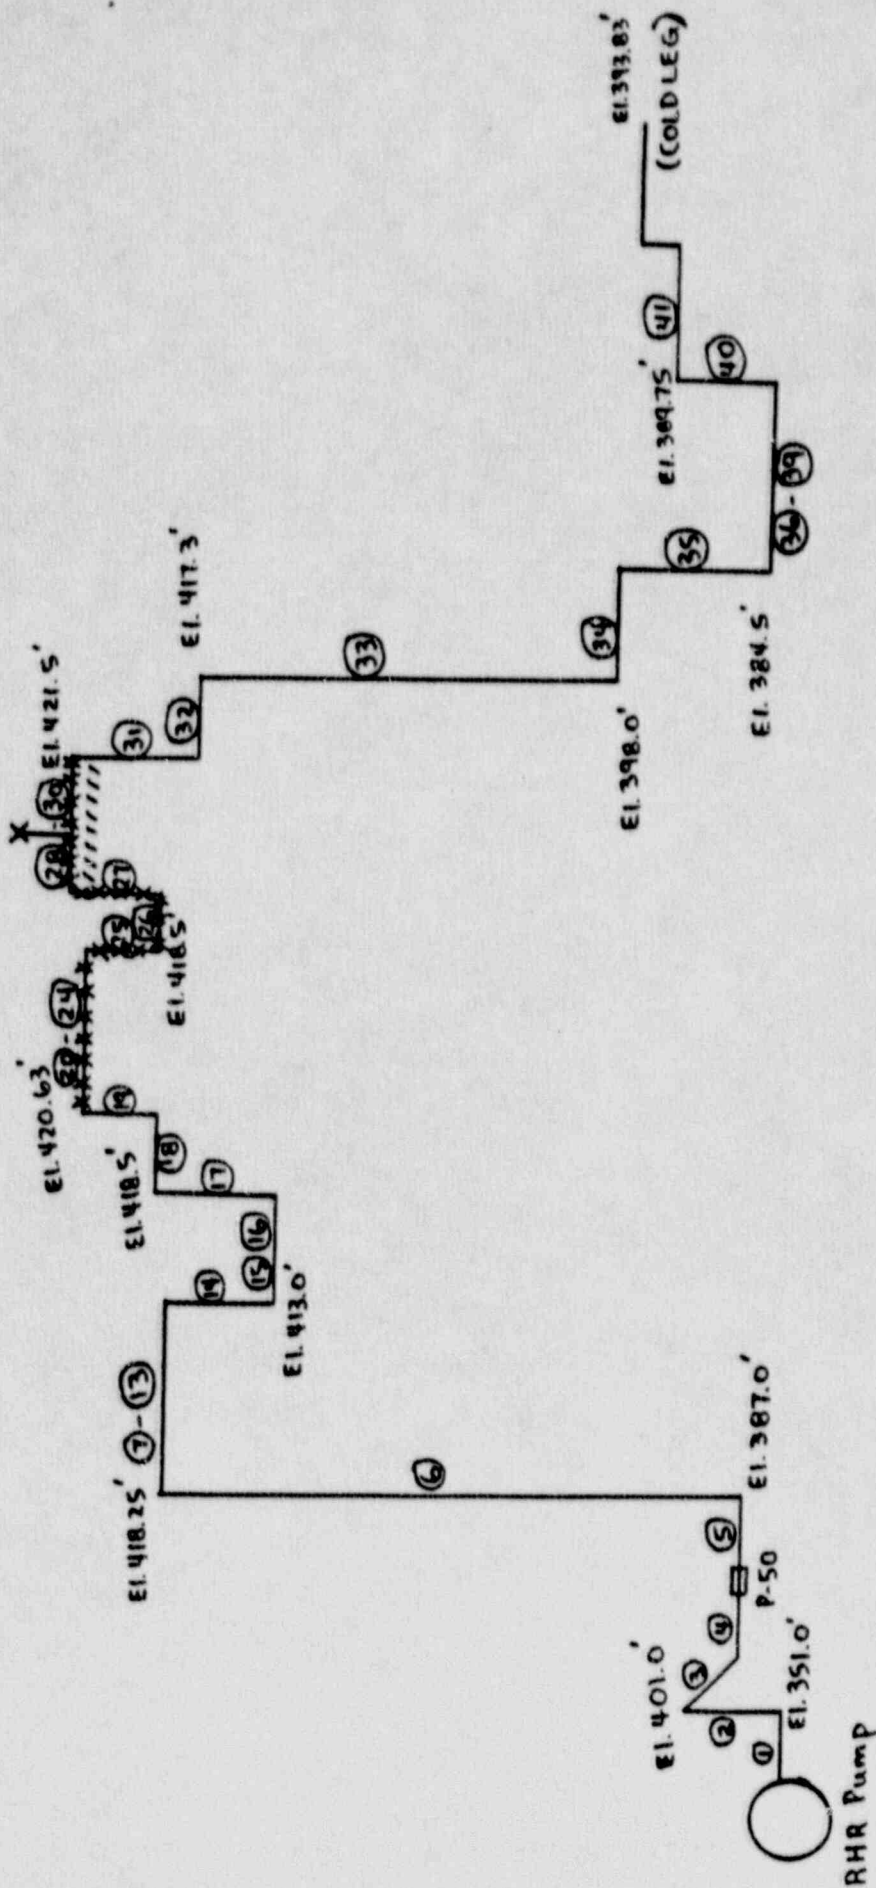 RHR Pump
1
El. 351.0'
2
El. 401.0'
3
4
P-50
5
El. 387.0'
6
El. 418.25'
7 - 13
14
El. 413.0'
15 16
17
El. 418.5'
18
19
El. 420.63'
20 - 24
25
26
El. 418.5'
27
28 - 30
X
El. 421.5'
31
32
El. 417.3'
33
El. 398.0'
34
35
El. 384.5'
36 - 39
40
El. 389.75'
41
El. 393.83'
(COLD LEG)